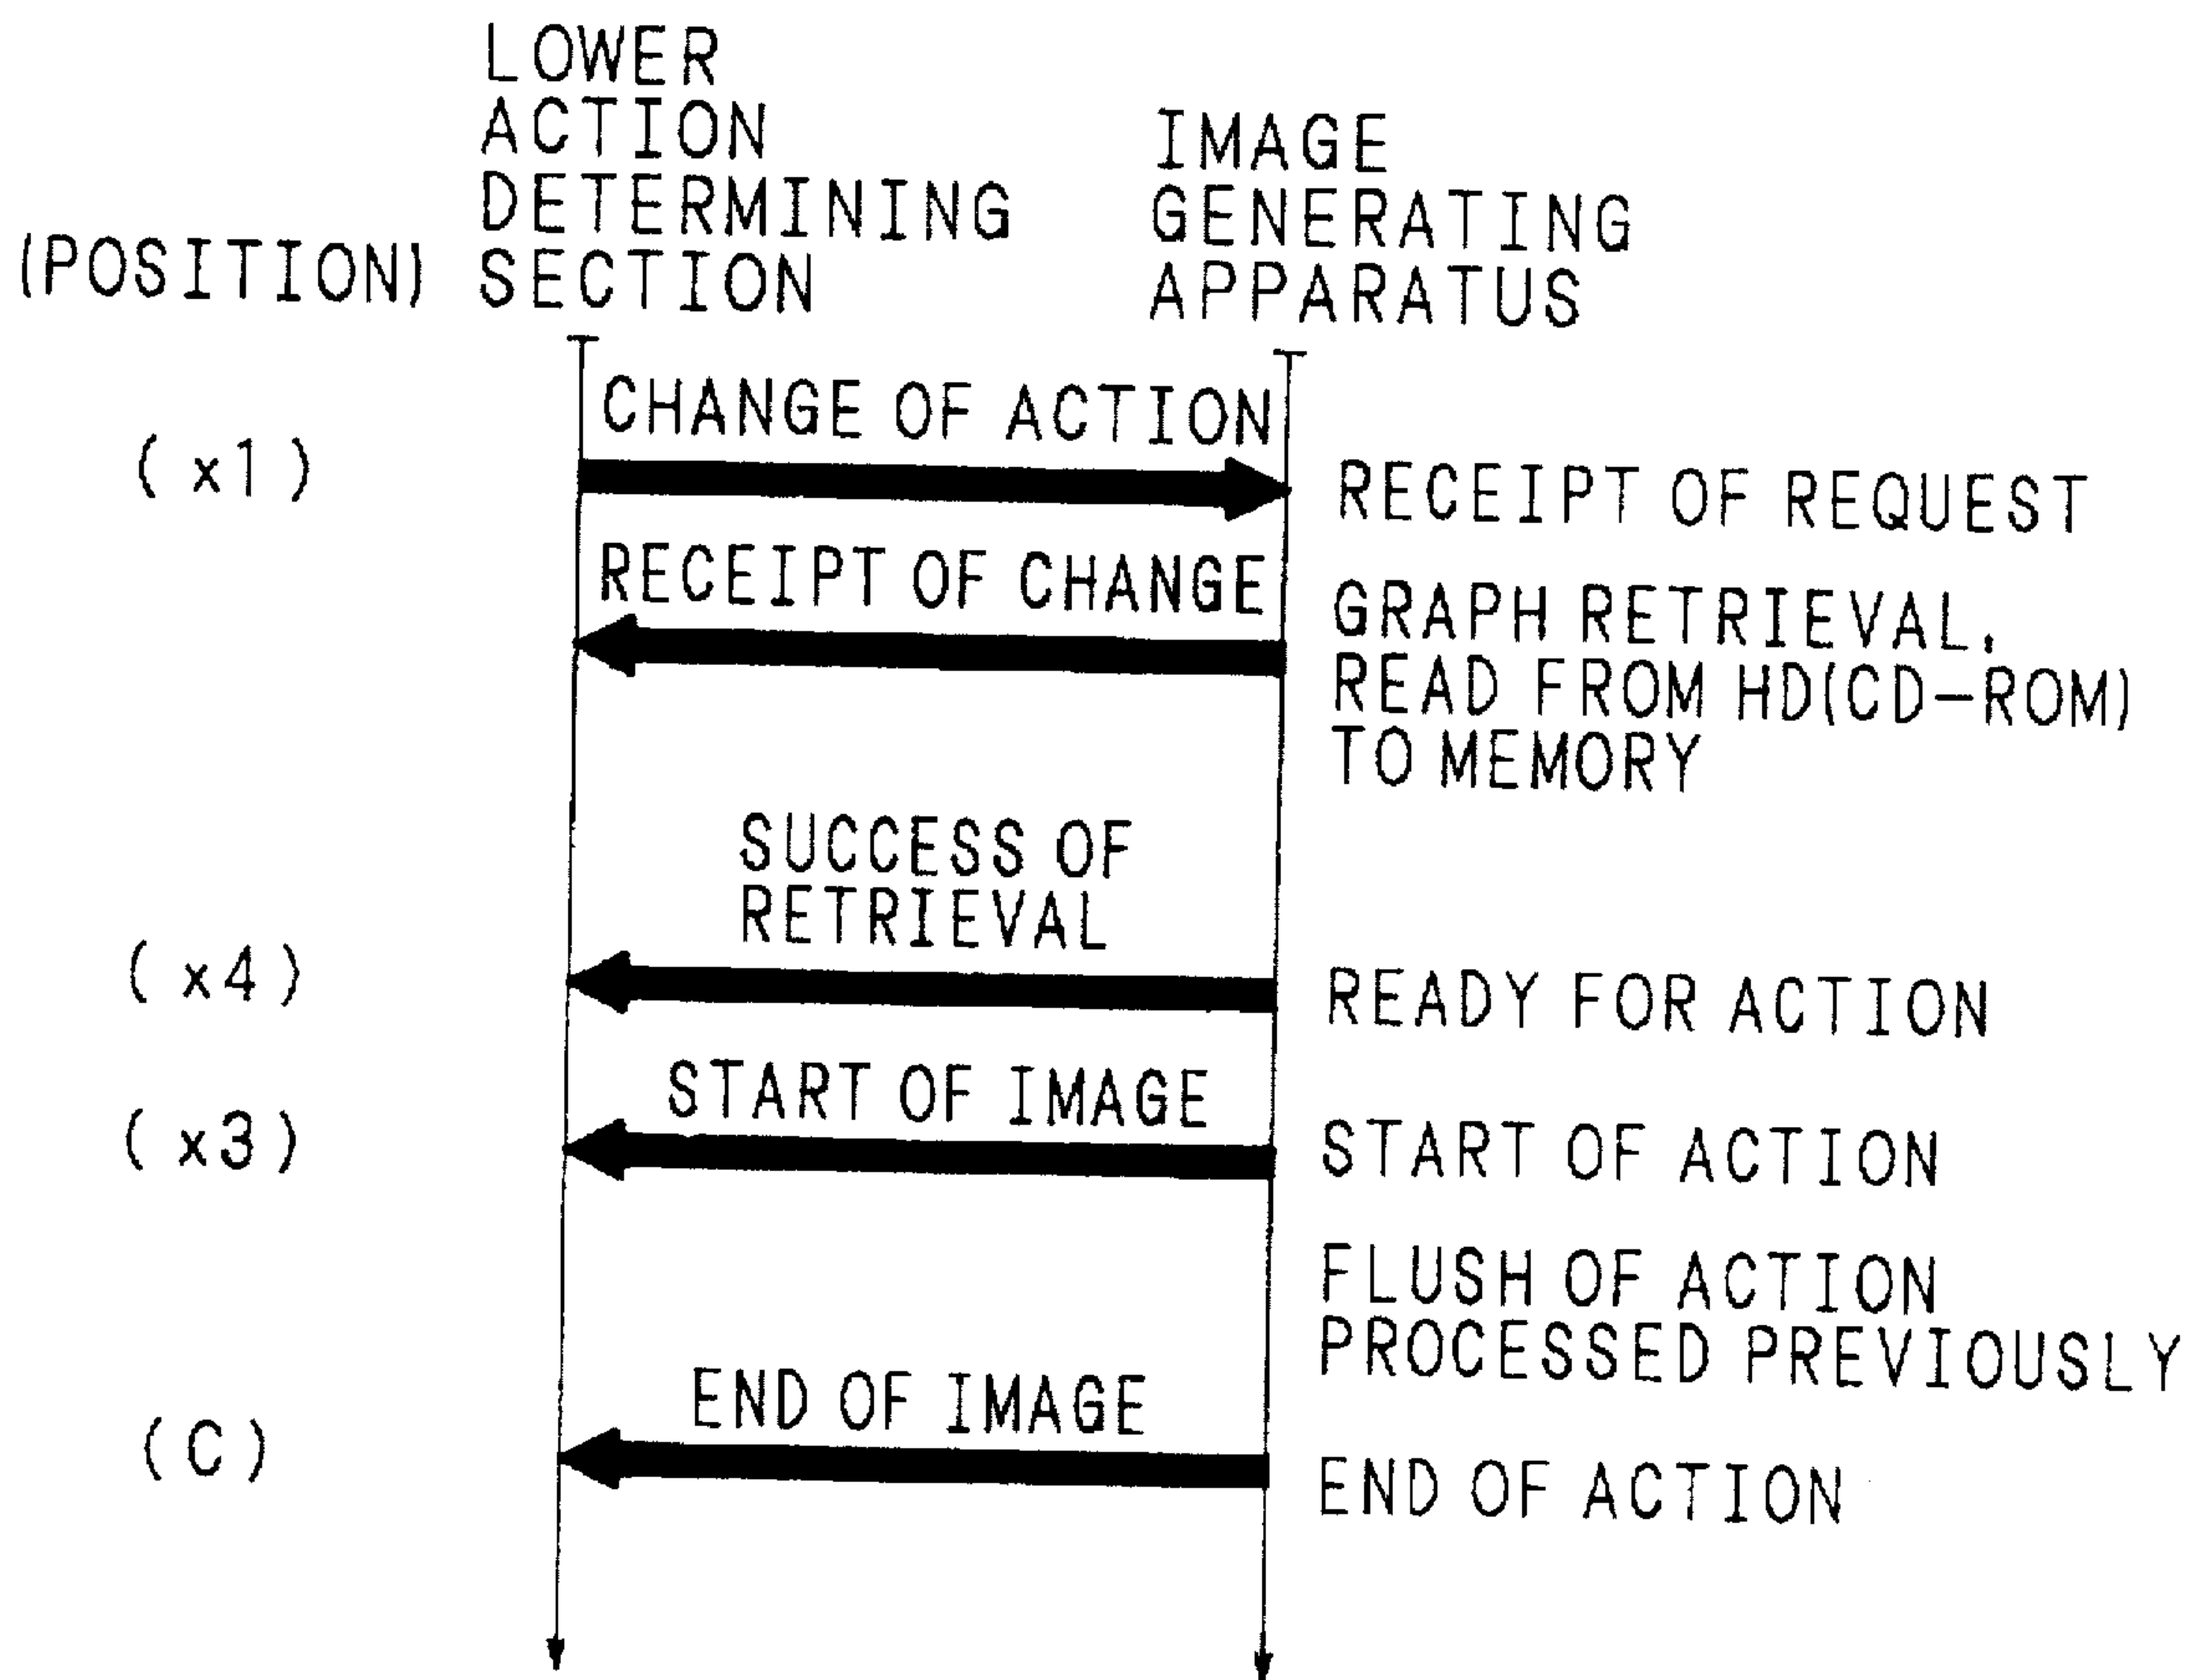 LOWER
ACTION
DETERMINING
(POSITION) SECTION
IMAGE
GENERATING
APPARATUS
CHANGE OF ACTION
(x1)
RECEIPT OF REQUEST
RECEIPT OF CHANGE
GRAPH RETRIEVAL,
READ FROM HD(CD-ROM)
TO MEMORY
SUCCESS OF
RETRIEVAL
(x4)
READY FOR ACTION
START OF IMAGE
(x3)
START OF ACTION
FLUSH OF ACTION
PROCESSED PREVIOUSLY
END OF IMAGE
(C)
END OF ACTION